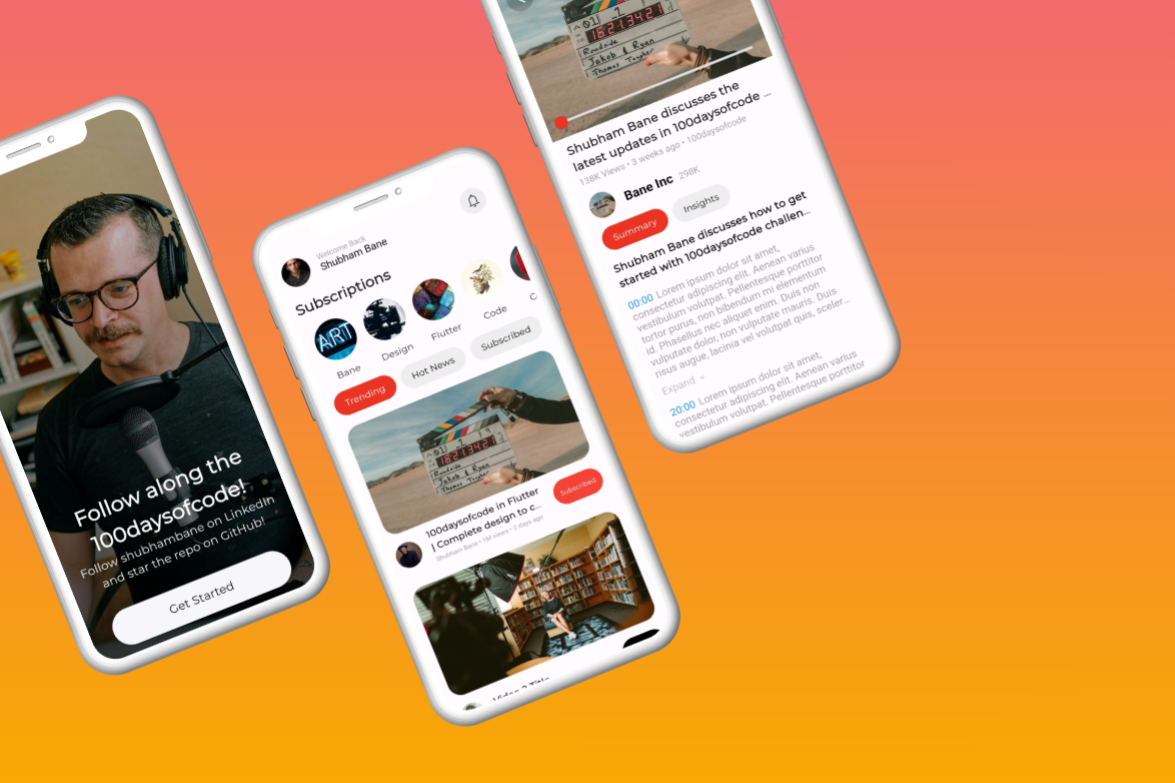 Follow along the
100daysofcode!
Follow shubhambane on LinkedIn
and star the repo on GitHub!
Get Started
Welcome Back
Shubham Bane
Subscriptions
ART
Bane
Design
Flutter
Code
Trending
Hot News
Subscribed
16213421
Roadside
Jakob & Ryan
100daysofcode in Flutter
| Complete design to c...
Shubham Bane • 1M views • 2 days ago
Subscribed
16213421
Roadside
Jakob & Ryan
Shubham Bane discusses the
latest updates in 100daysofcode ...
138K Views • 3 weeks ago • 100daysofcode
Bane Inc 298K
Summary
Insights
Shubham Bane discusses how to get
started with 100daysofcode challen...
00:00 Lorem ipsum dolor sit amet,
consectetur adipiscing elit. Aenean varius
vestibulum volutpat. Pellentesque porttitor
tortor purus, non bibendum mi elementum
id. Phasellus nec aliquet enim. Duis non
vulputate dolor, non vulputate mauris. Duis
risus augue, lacinia vel volutpat quis, sceler...
Expand
20:00 Lorem ipsum dolor sit amet,
consectetur adipiscing elit. Aenean varius
vestibulum volutpat. Pellentesque porttitor